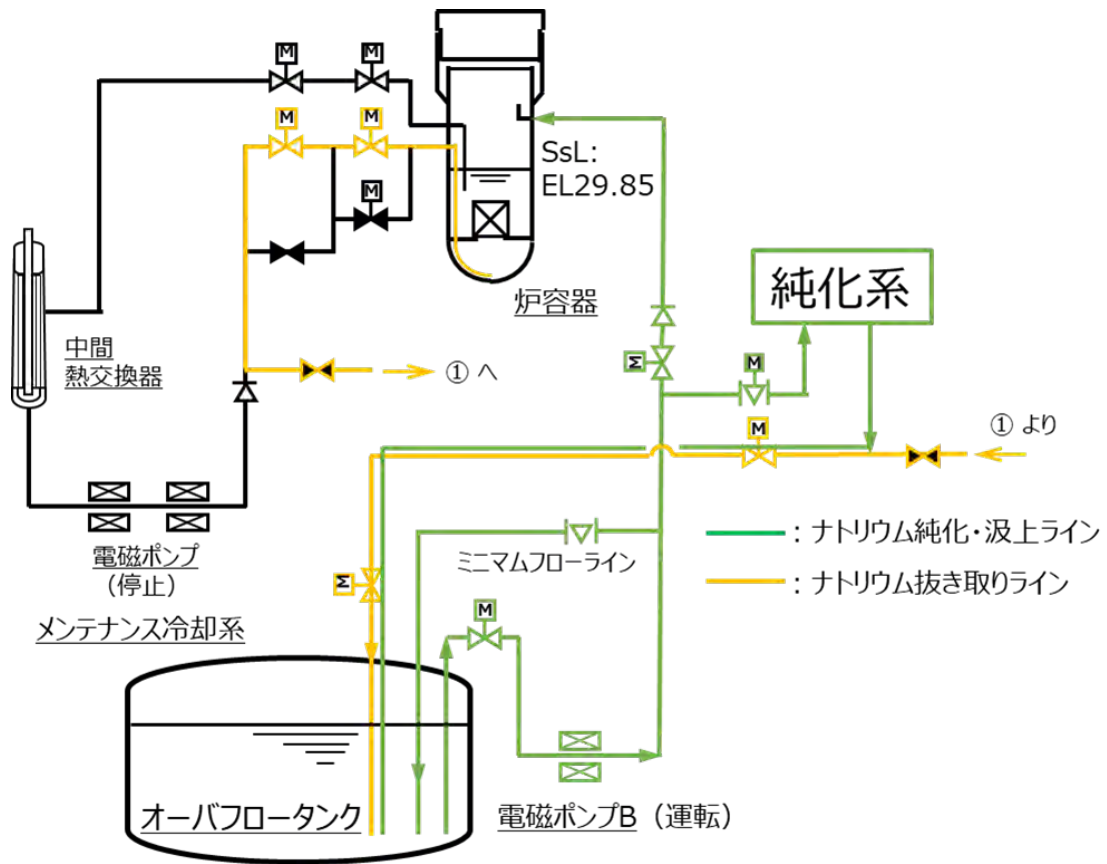 M
M
M
M
M
SsL:
EL29.85
炉容器
純化系
中間
熱交換器
① へ
M
M
① より
M
電磁ポンプ
(停止)
ミニマムフローライン
: ナトリウム純化・汲上ライン
: ナトリウム抜き取りライン
M
M
メンテナンス冷却系
オーバフロータンク
電磁ポンプB (運転)